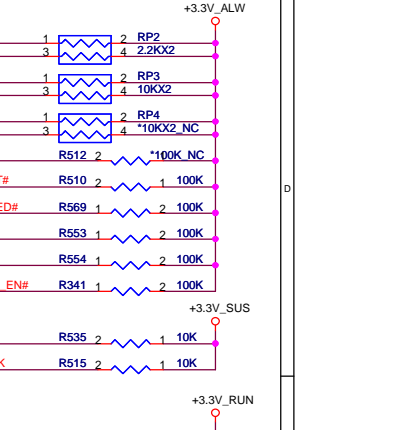 +3.3V_ALW
1 2 RP2
3 4 2.2KX2
1 2 RP3
3 4 10KX2
1 2 RP4
3 4 *10KX2_NC
R512 2 1 *100K_NC
T# R510 2 1 100K
ED# R569 1 2 100K
R553 1 2 100K
R554 1 2 100K
_EN# R341 1 2 100K
D
+3.3V_SUS
R535 2 1 10K
K R515 2 1 10K
+3.3V_RUN